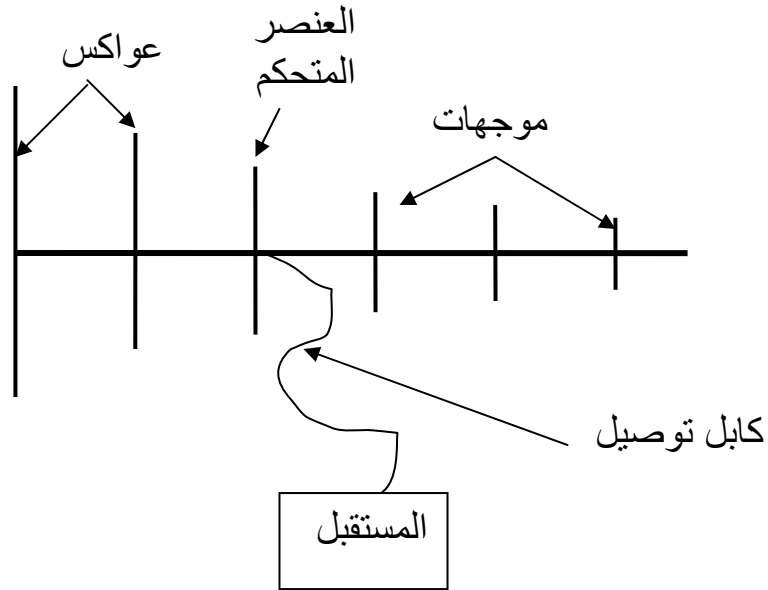 العنصر
المتحكم
عواكس
موجهات
كابل توصيل
المستقبل